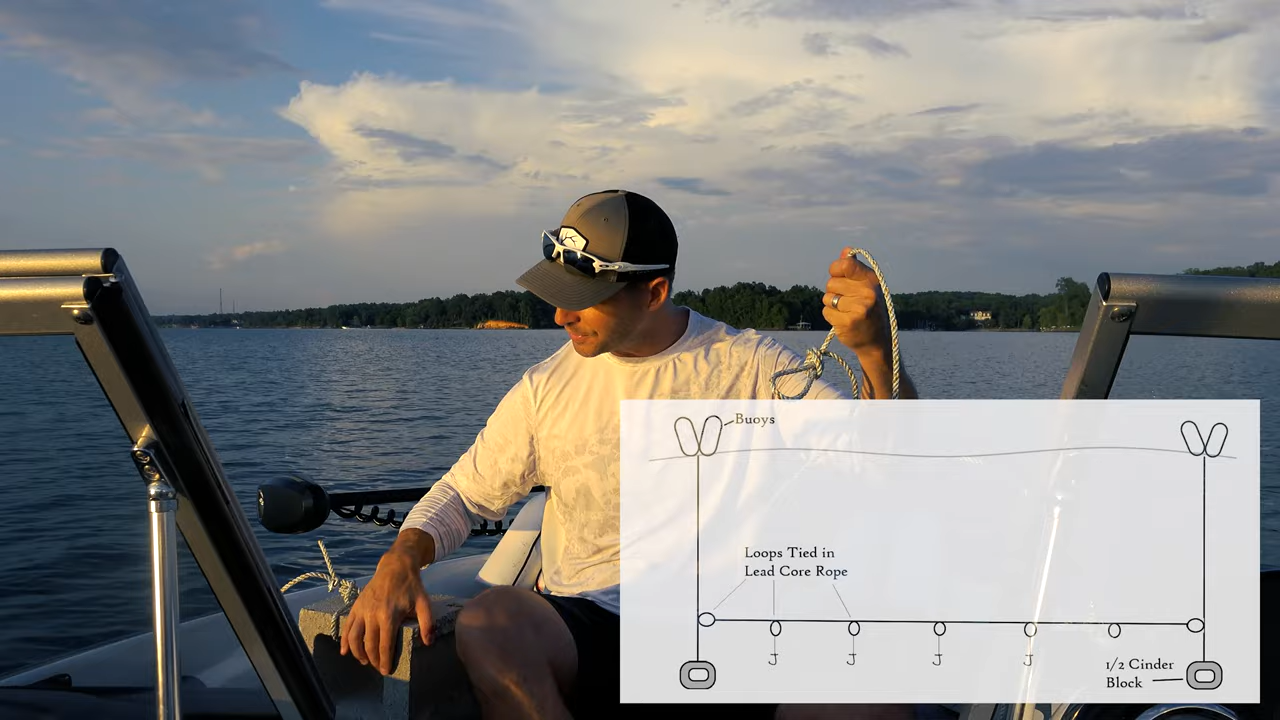 Buoys
Loops Tied in
Lead Core Rope
1/2 Cinder
Block